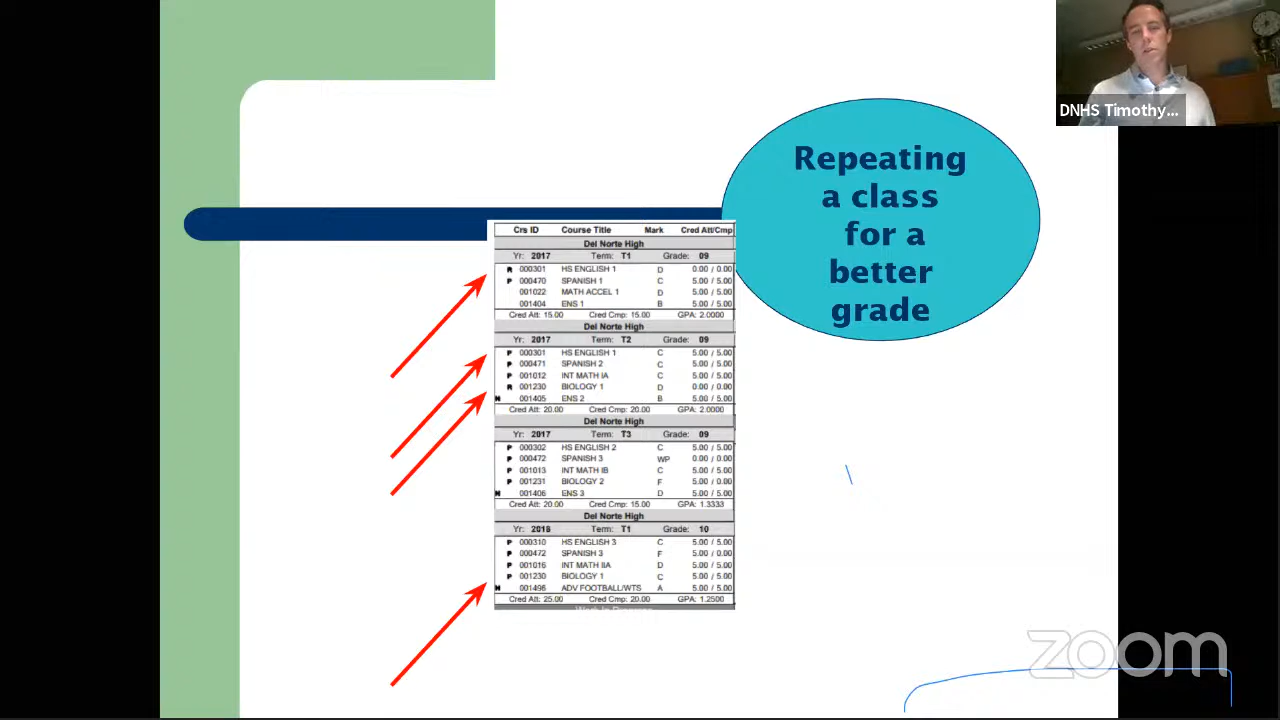 DNHS Timothy...
Repeating
a class
for a
better
grade
Crs ID Course Title Mark Cred Att/Cmp
Del Norte High
Yr: 2017 Term: T1 Grade: 09
R 000301 HS ENGLISH 1 D 0.00 / 0.00
P 000470 SPANISH 1 C 5.00 / 5.00
001022 MATH ACCEL 1 D 5.00 / 5.00
001404 ENS 1 B 5.00 / 5.00
Cred Att: 15.00 Cred Cmp: 15.00 GPA: 2.0000
Del Norte High
Yr: 2017 Term: T2 Grade: 09
P 000301 HS ENGLISH 1 C 5.00 / 5.00
P 000471 SPANISH 2 C 5.00 / 5.00
P 001012 INT MATH IA C 5.00 / 5.00
R 001230 BIOLOGY 1 D 0.00 / 0.00
N 001405 ENS 2 B 5.00 / 5.00
Cred Att: 20.00 Cred Cmp: 20.00 GPA: 2.0000
Del Norte High
Yr: 2017 Term: T3 Grade: 09
P 000302 HS ENGLISH 2 C 5.00 / 5.00
P 000472 SPANISH 3 WP 0.00 / 0.00
P 001013 INT MATH IB C 5.00 / 5.00
P 001231 BIOLOGY 2 F 5.00 / 0.00
N 001406 ENS 3 D 5.00 / 5.00
Cred Att: 20.00 Cred Cmp: 15.00 GPA: 1.3333
Del Norte High
Yr: 2018 Term: T1 Grade: 10
P 000310 HS ENGLISH 3 C 5.00 / 5.00
P 000472 SPANISH 3 F 5.00 / 0.00
P 001016 INT MATH IIA D 5.00 / 5.00
P 001230 BIOLOGY 1 C 5.00 / 5.00
N 001498 ADV FOOTBALL/WTS A 5.00 / 5.00
Cred Att: 25.00 Cred Cmp: 20.00 GPA: 1.2500
zoom